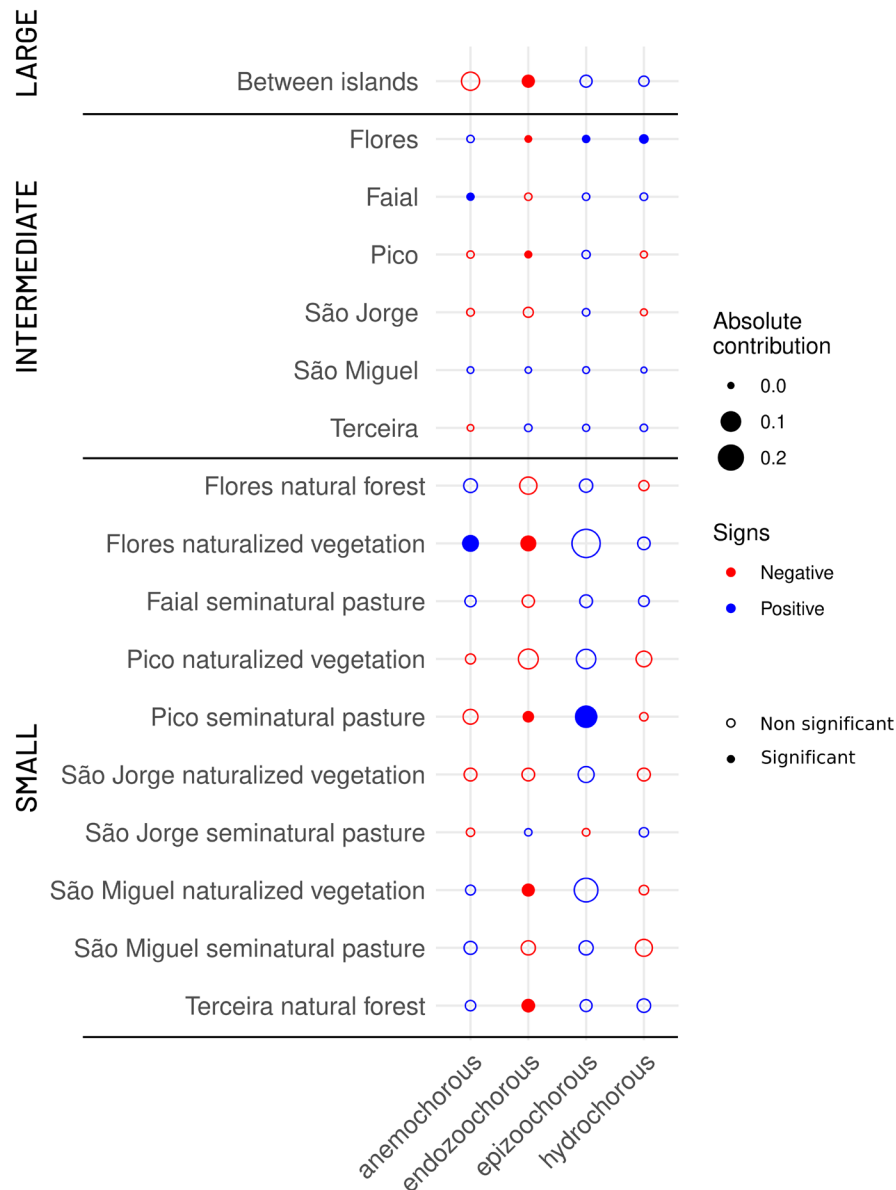 LARGE
Between islands
INTERMEDIATE
Flores
Faial
Pico
São Jorge
São Miguel
Terceira
SMALL
Flores natural forest
Flores naturalized vegetation
Faial seminatural pasture
Pico naturalized vegetation
Pico seminatural pasture
São Jorge naturalized vegetation
São Jorge seminatural pasture
São Miguel naturalized vegetation
São Miguel seminatural pasture
Terceira natural forest
anemochorous
endozoochorous
epizoochorous
hydrochorous
Absolute
contribution
0.0
0.1
0.2
Signs
Negative
Positive
Non significant
Significant